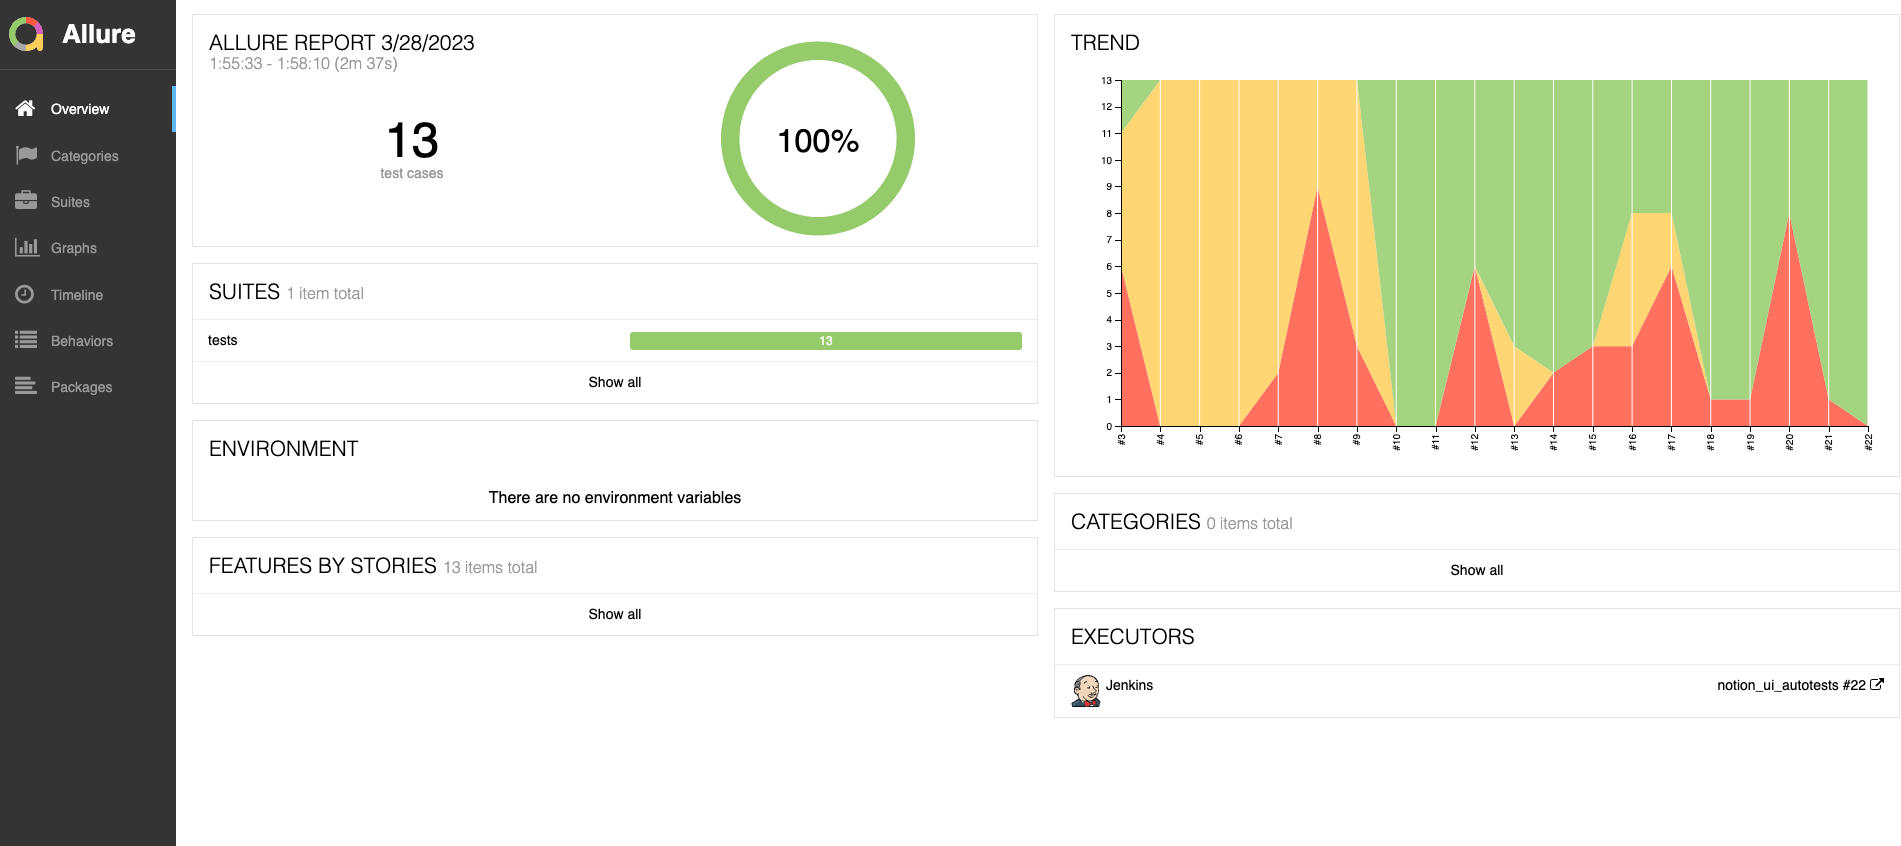 Allure
Overview
Categories
Suites
Graphs
Timeline
Behaviors
Packages
ALLURE REPORT 3/28/2023
1:55:33 - 1:58:10 (2m 37s)
13
test cases
100%
SUITES 1 item total
tests 13
Show all
ENVIRONMENT
There are no environment variables
FEATURES BY STORIES 13 items total
Show all
TREND
13
12
11
10
9
8
7
6
5
4
3
2
1
0
#3 #4 #5 #6 #7 #8 #9 #10 #11 #12 #13 #14 #15 #16 #17 #18 #19 #20 #21 #22
CATEGORIES 0 items total
Show all
EXECUTORS
Jenkins notion_ui_autotests #22